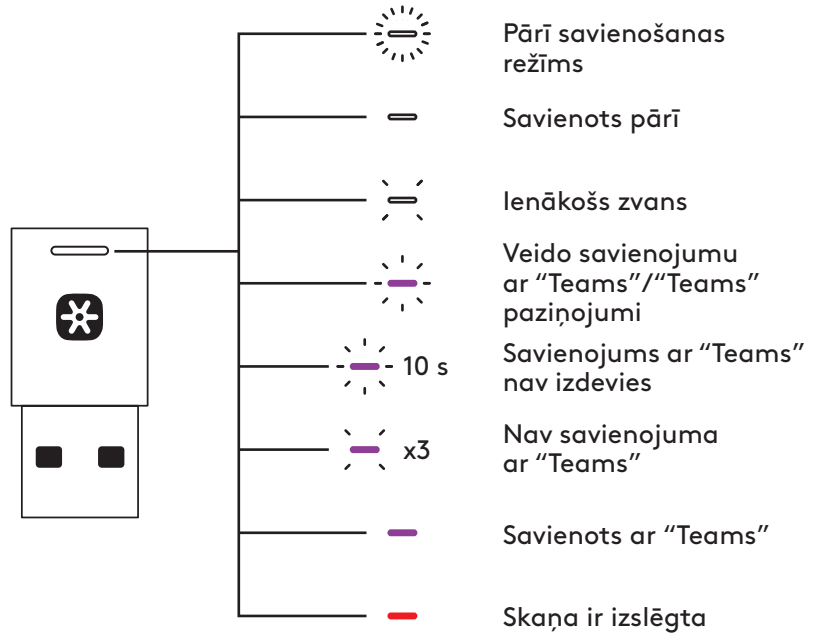 Pārī savienošanas
režīms
Savienots pārī
Ienākošs zvans
Veido savienojumu
ar “Teams”/“Teams”
paziņojumi
10 s
Savienojums ar “Teams”
nav izdevies
x3
Nav savienojuma
ar “Teams”
Savienots ar “Teams”
Skaņa ir izslēgta